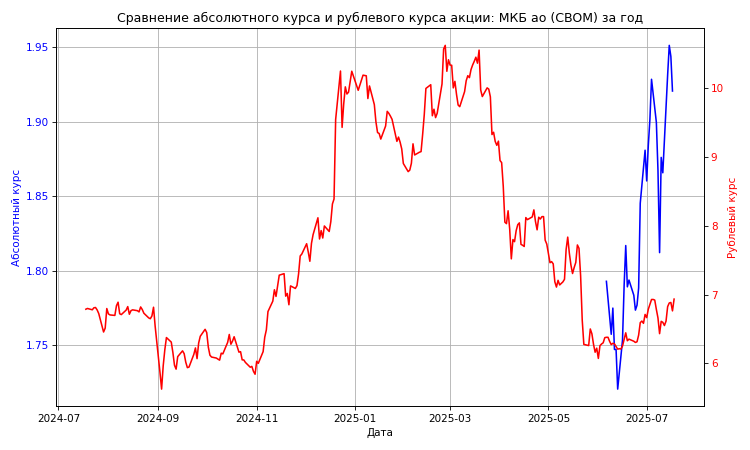 Сравнение абсолютного курса и рублевого курса акции: МКБ ао (CBOM) за год
1.95
1.90
1.85
1.80
1.75
Абсолютный курс
10
9
8
7
6
Рублевый курс
2024-07 2024-09 2024-11 2025-01 2025-03 2025-05 2025-07
Дата